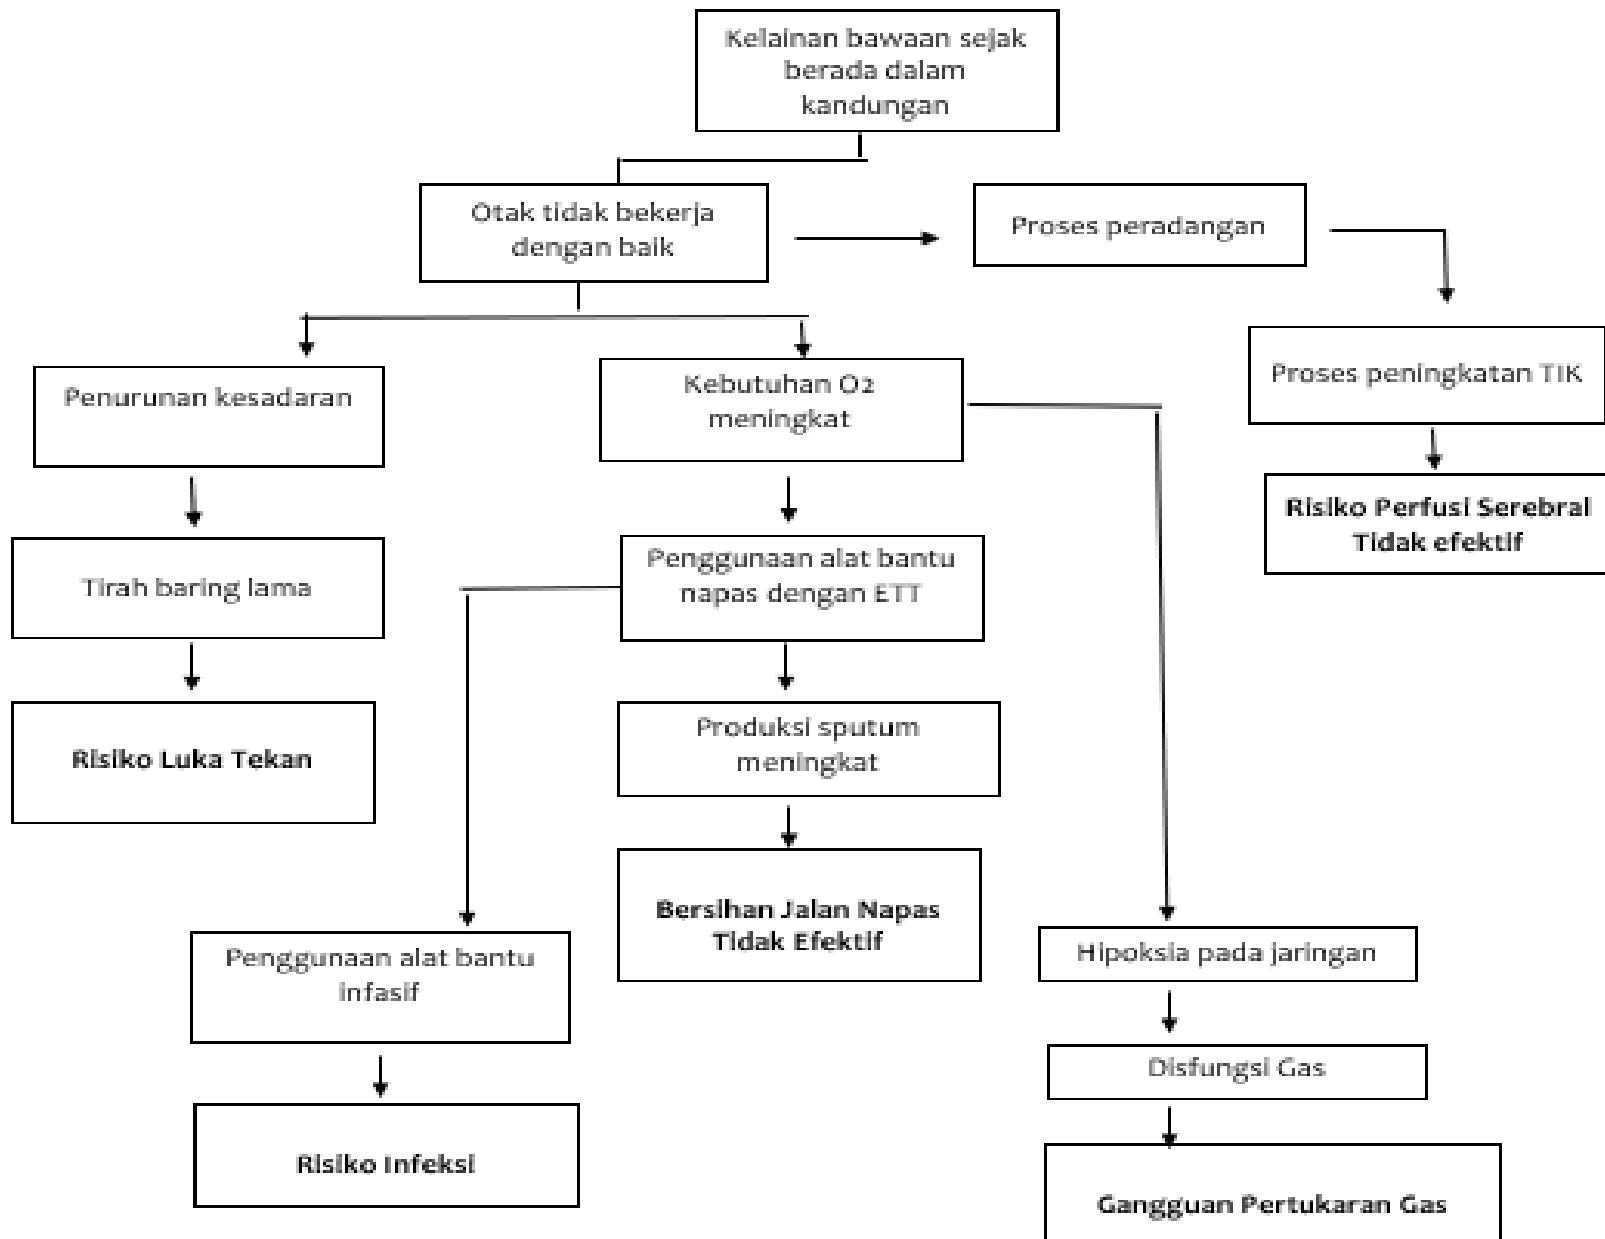 Kelainan bawaan sejak
berada dalam
kandungan
Otak tidak bekerja
dengan baik
Proses peradangan
Penurunan kesadaran
Kebutuhan O2
meningkat
Proses peningkatan TIK
Risiko Perfusi Serebral
Tidak efektif
Tirah baring lama
Penggunaan alat bantu
napas dengan ETT
Risiko Luka Tekan
Produksi sputum
meningkat
Bersihan Jalan Napas
Tidak Efektif
Penggunaan alat bantu
infasif
Hipoksia pada jaringan
Disfungsi Gas
Risiko Infeksi
Gangguan Pertukaran Gas